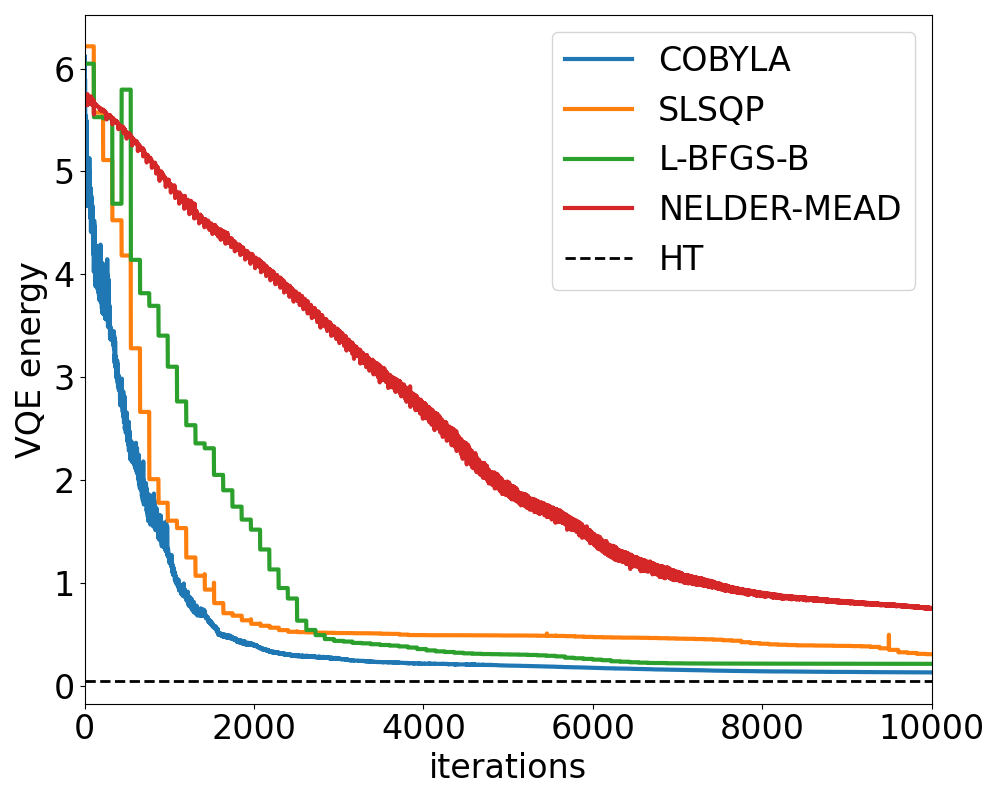 VQE energy
6
5
4
3
2
1
0
COBYLA
SLSQP
L-BFGS-B
NELDER-MEAD
HT
0 2000 4000 6000 8000 10000
iterations